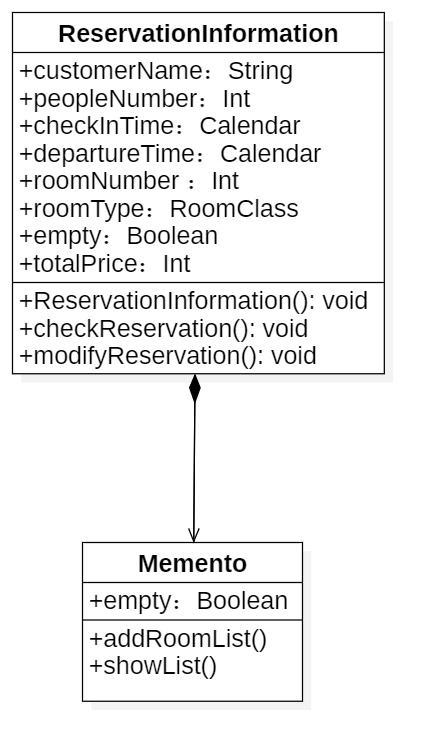 ReservationInformation
+customerName：String
+peopleNumber：Int
+checkInTime：Calendar
+departureTime：Calendar
+roomNumber ：Int
+roomType：RoomClass
+empty：Boolean
+totalPrice：Int
+ReservationInformation(): void
+checkReservation(): void
+modifyReservation(): void
Memento
+empty：Boolean
+addRoomList()
+showList()